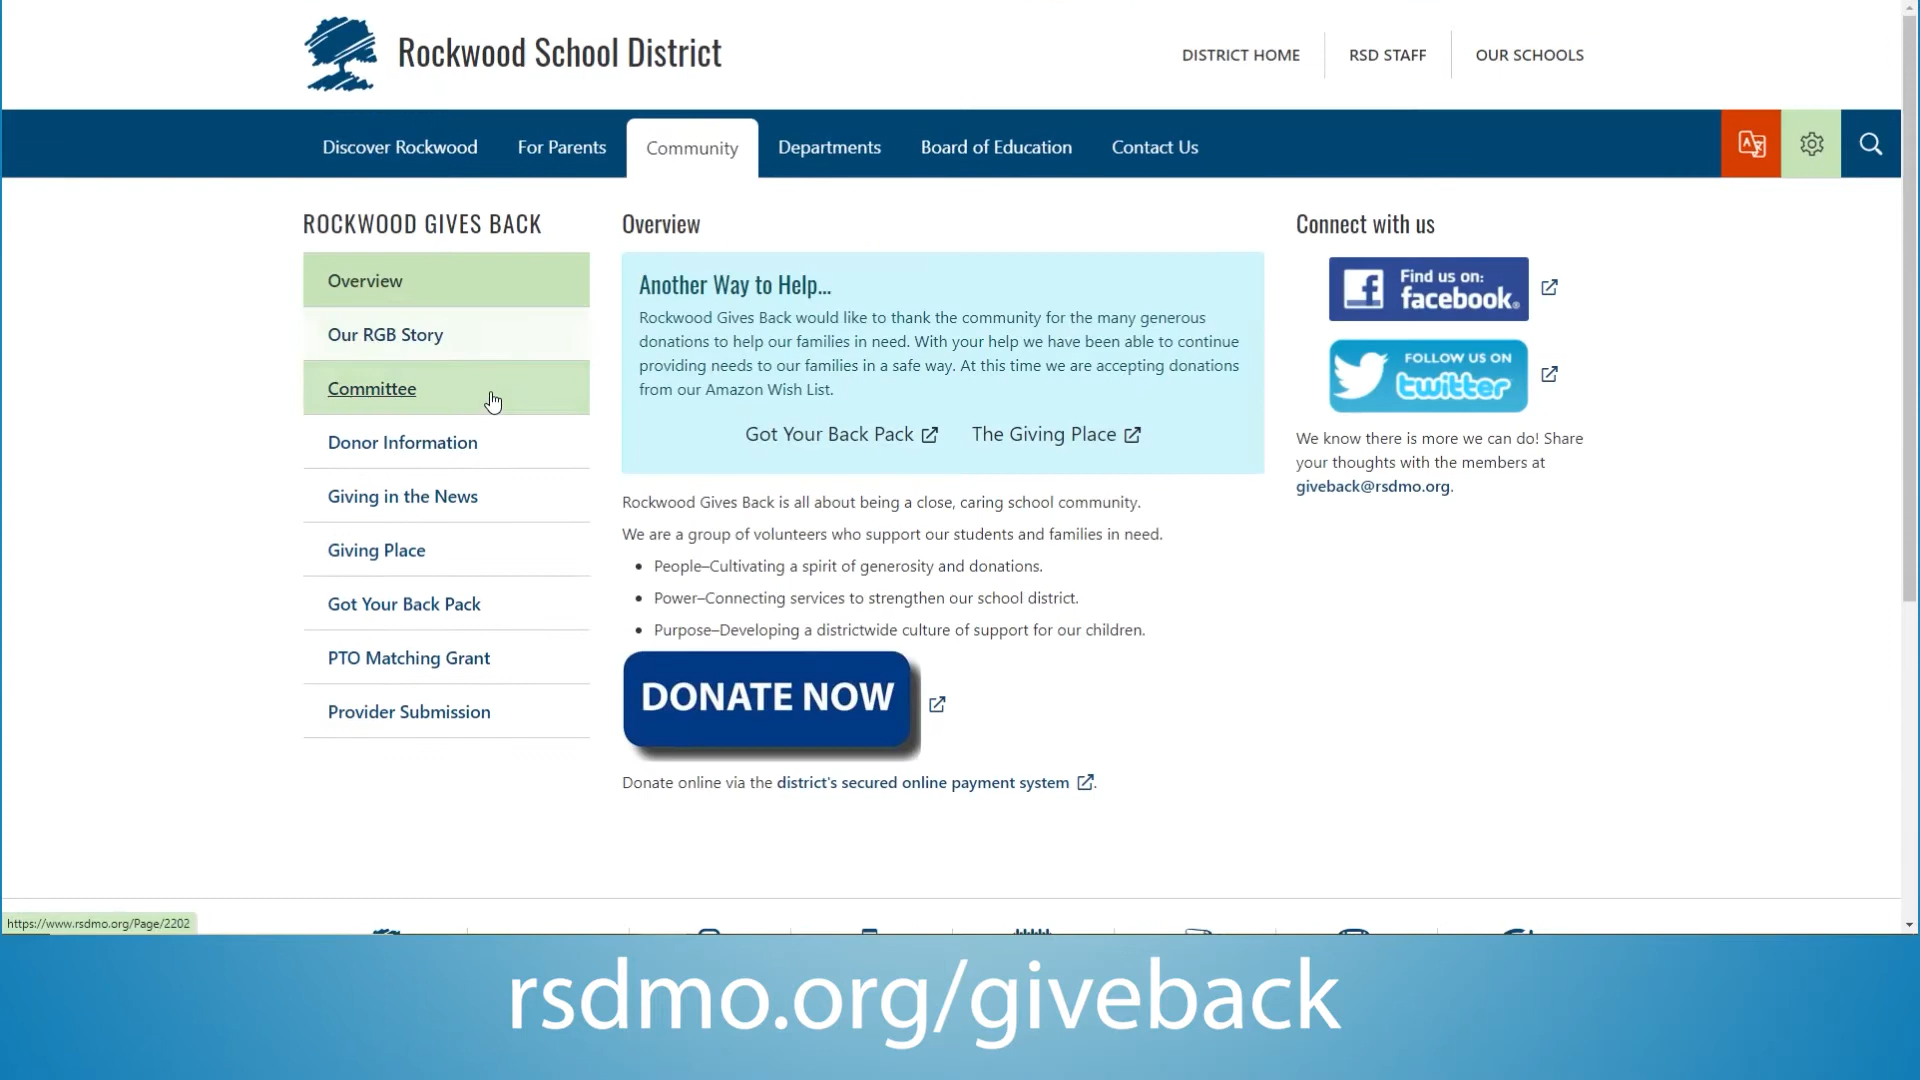 Rockwood School District
DISTRICT HOME
RSD STAFF
OUR SCHOOLS
Discover Rockwood
For Parents
Community
Departments
Board of Education
Contact Us
ROCKWOOD GIVES BACK
Overview
Our RGB Story
Committee
Donor Information
Giving in the News
Giving Place
Got Your Back Pack
PTO Matching Grant
Provider Submission
Overview
Another Way to Help...
Rockwood Gives Back would like to thank the community for the many generous
donations to help our families in need. With your help we have been able to continue
providing needs to our families in a safe way. At this time we are accepting donations
from our Amazon Wish List.
Got Your Back Pack
The Giving Place
Rockwood Gives Back is all about being a close, caring school community.
We are a group of volunteers who support our students and families in need.
• People–Cultivating a spirit of generosity and donations.
• Power–Connecting services to strengthen our school district.
• Purpose–Developing a districtwide culture of support for our children.
DONATE NOW
Donate online via the district's secured online payment system .
Connect with us
Find us on:
facebook®
FOLLOW US ON
twitter
We know there is more we can do! Share
your thoughts with the members at
giveback@rsdmo.org.
https://www.rsdmo.org/Page/2202
rsdmo.org/giveback